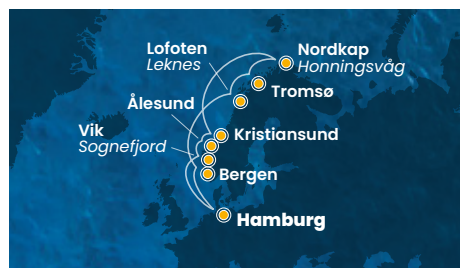 Lofoten
Leknes
Nordkap
Honningsvåg
Tromsø
Ålesund
Vik
Sognefjord
Kristiansund
Bergen
Hamburg